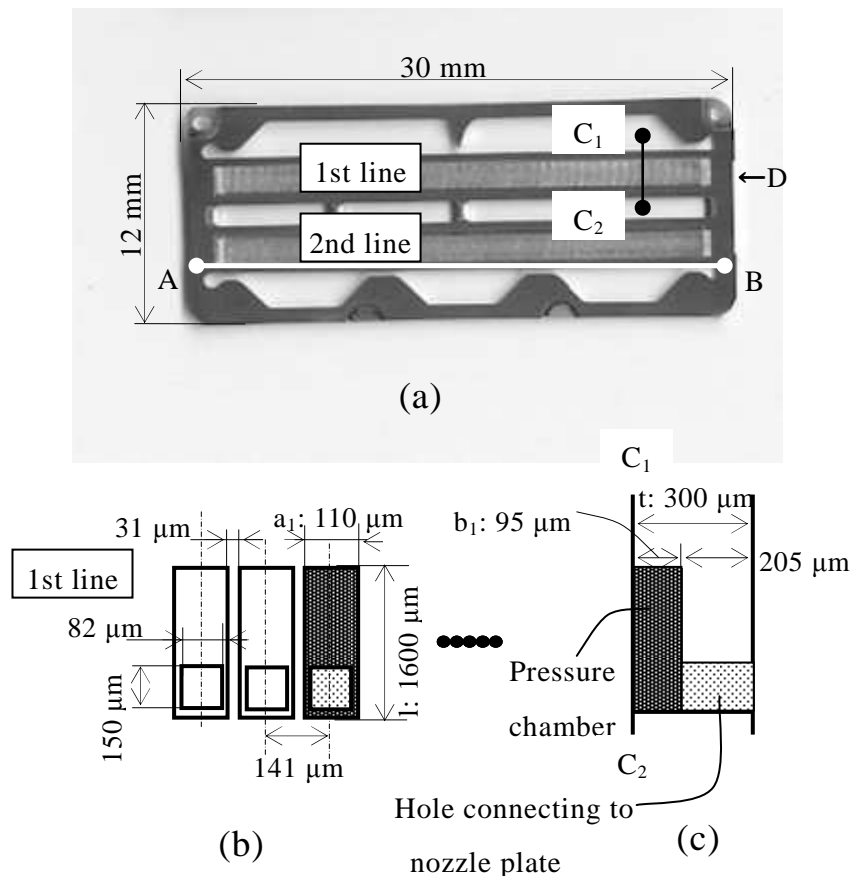 30 mm
12 mm
C₁
1st line
←D
C₂
2nd line
A
B
(a)
C₁
31 µm
a₁: 110 µm
t: 300 µm
b₁: 95 µm
205 µm
1st line
82 µm
150 µm
l: 1600 µm
141 µm
Pressure
chamber
C₂
Hole connecting to
nozzle plate
(b)
(c)